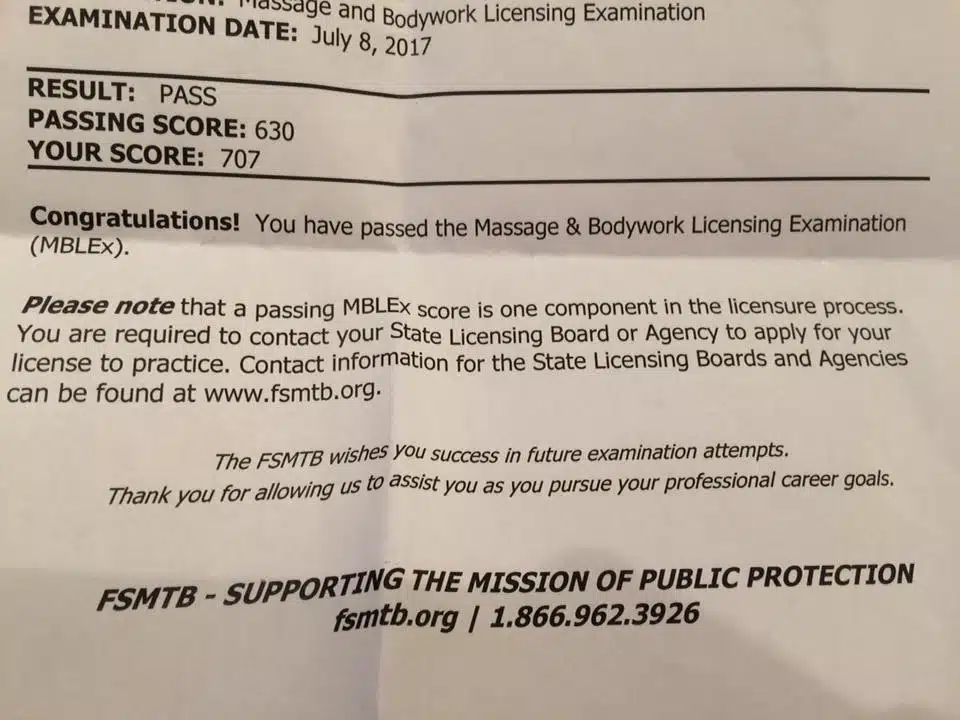 Massage and Bodywork Licensing Examination
EXAMINATION DATE: July 8, 2017
RESULT: PASS
PASSING SCORE: 630
YOUR SCORE: 707
Congratulations! You have passed the Massage & Bodywork Licensing Examination
(MBLEx).
Please note that a passing MBLEx score is one component in the licensure process.
You are required to contact your State Licensing Board or Agency to apply for your
license to practice. Contact information for the State Licensing Boards and Agencies
can be found at www.fsmtb.org.
The FSMTB wishes you success in future examination attempts.
Thank you for allowing us to assist you as you pursue your professional career goals.
FSMTB - SUPPORTING THE MISSION OF PUBLIC PROTECTION
fsmtb.org | 1.866.962.3926